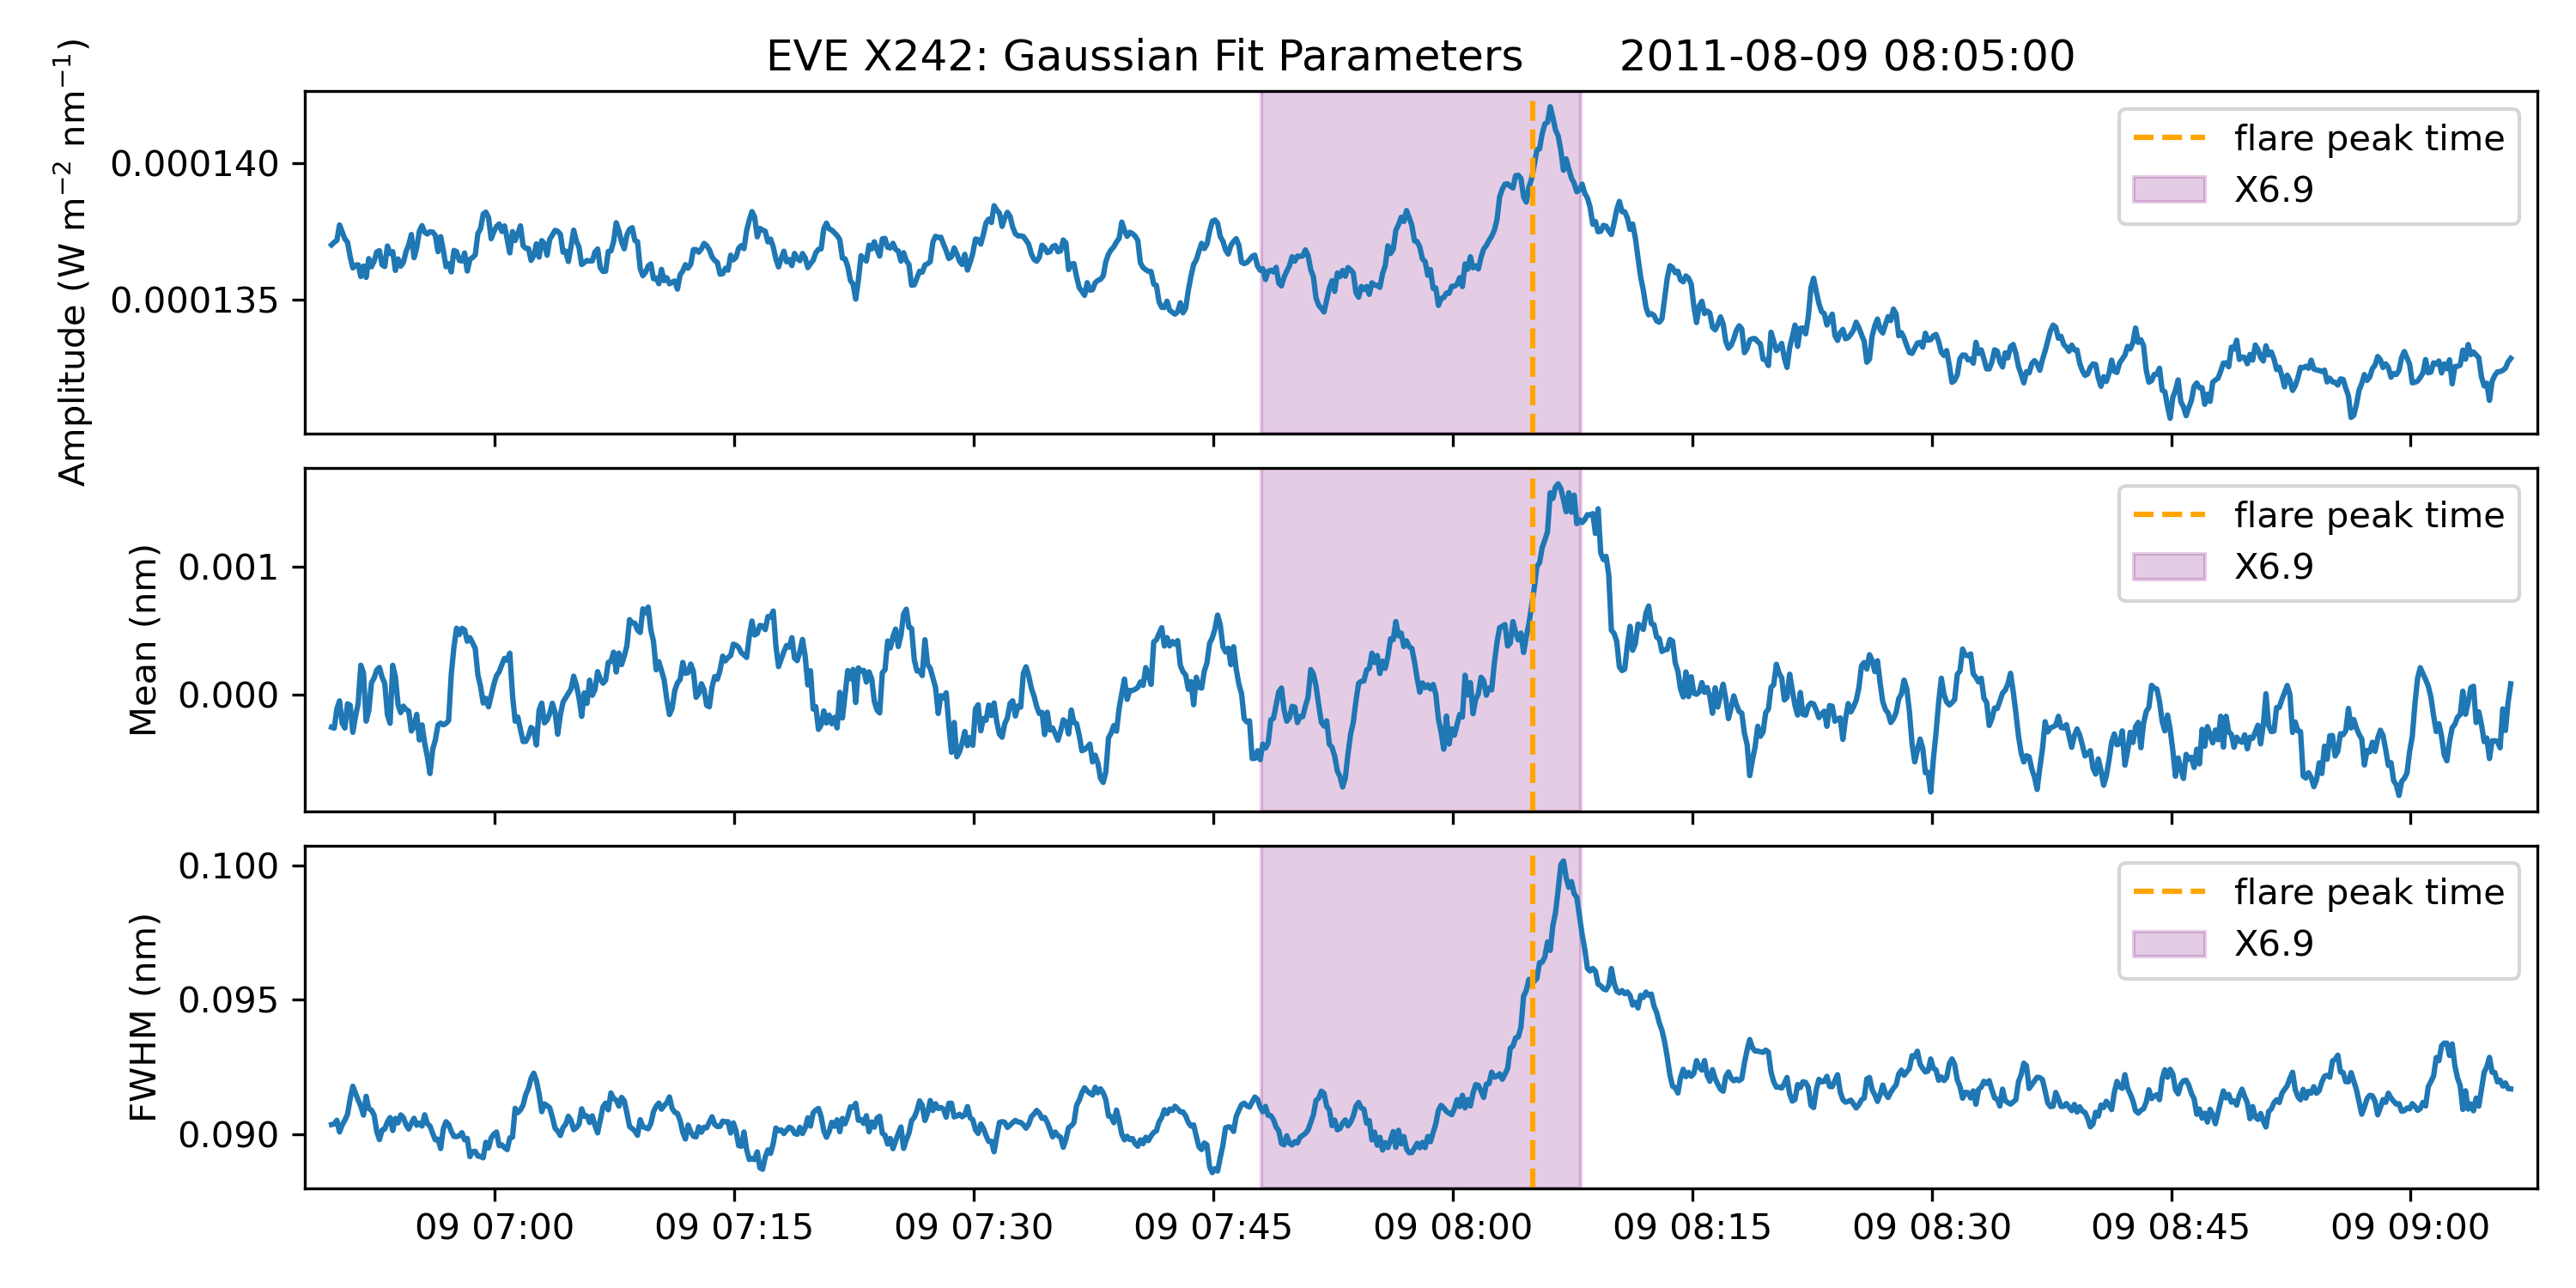 EVE X242: Gaussian Fit Parameters 2011-08-09 08:05:00
Amplitude (W m⁻² nm⁻¹)
0.000140
0.000135
flare peak time
X6.9
Mean (nm)
0.001
0.000
flare peak time
X6.9
FWHM (nm)
0.100
0.095
0.090
flare peak time
X6.9
09 07:00 09 07:15 09 07:30 09 07:45 09 08:00 09 08:15 09 08:30 09 08:45 09 09:00